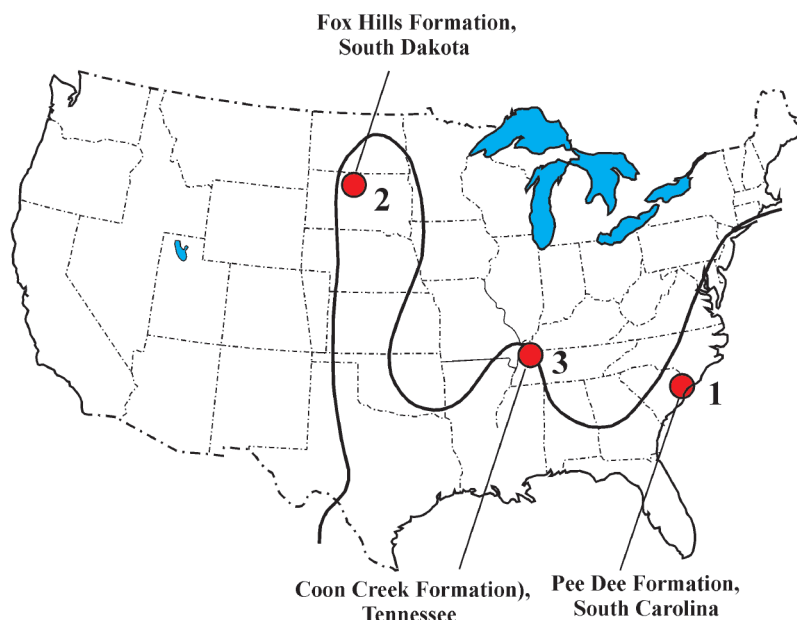 Fox Hills Formation,
South Dakota
2
3
1
Coon Creek Formation),
Tennessee
Pee Dee Formation,
South Carolina